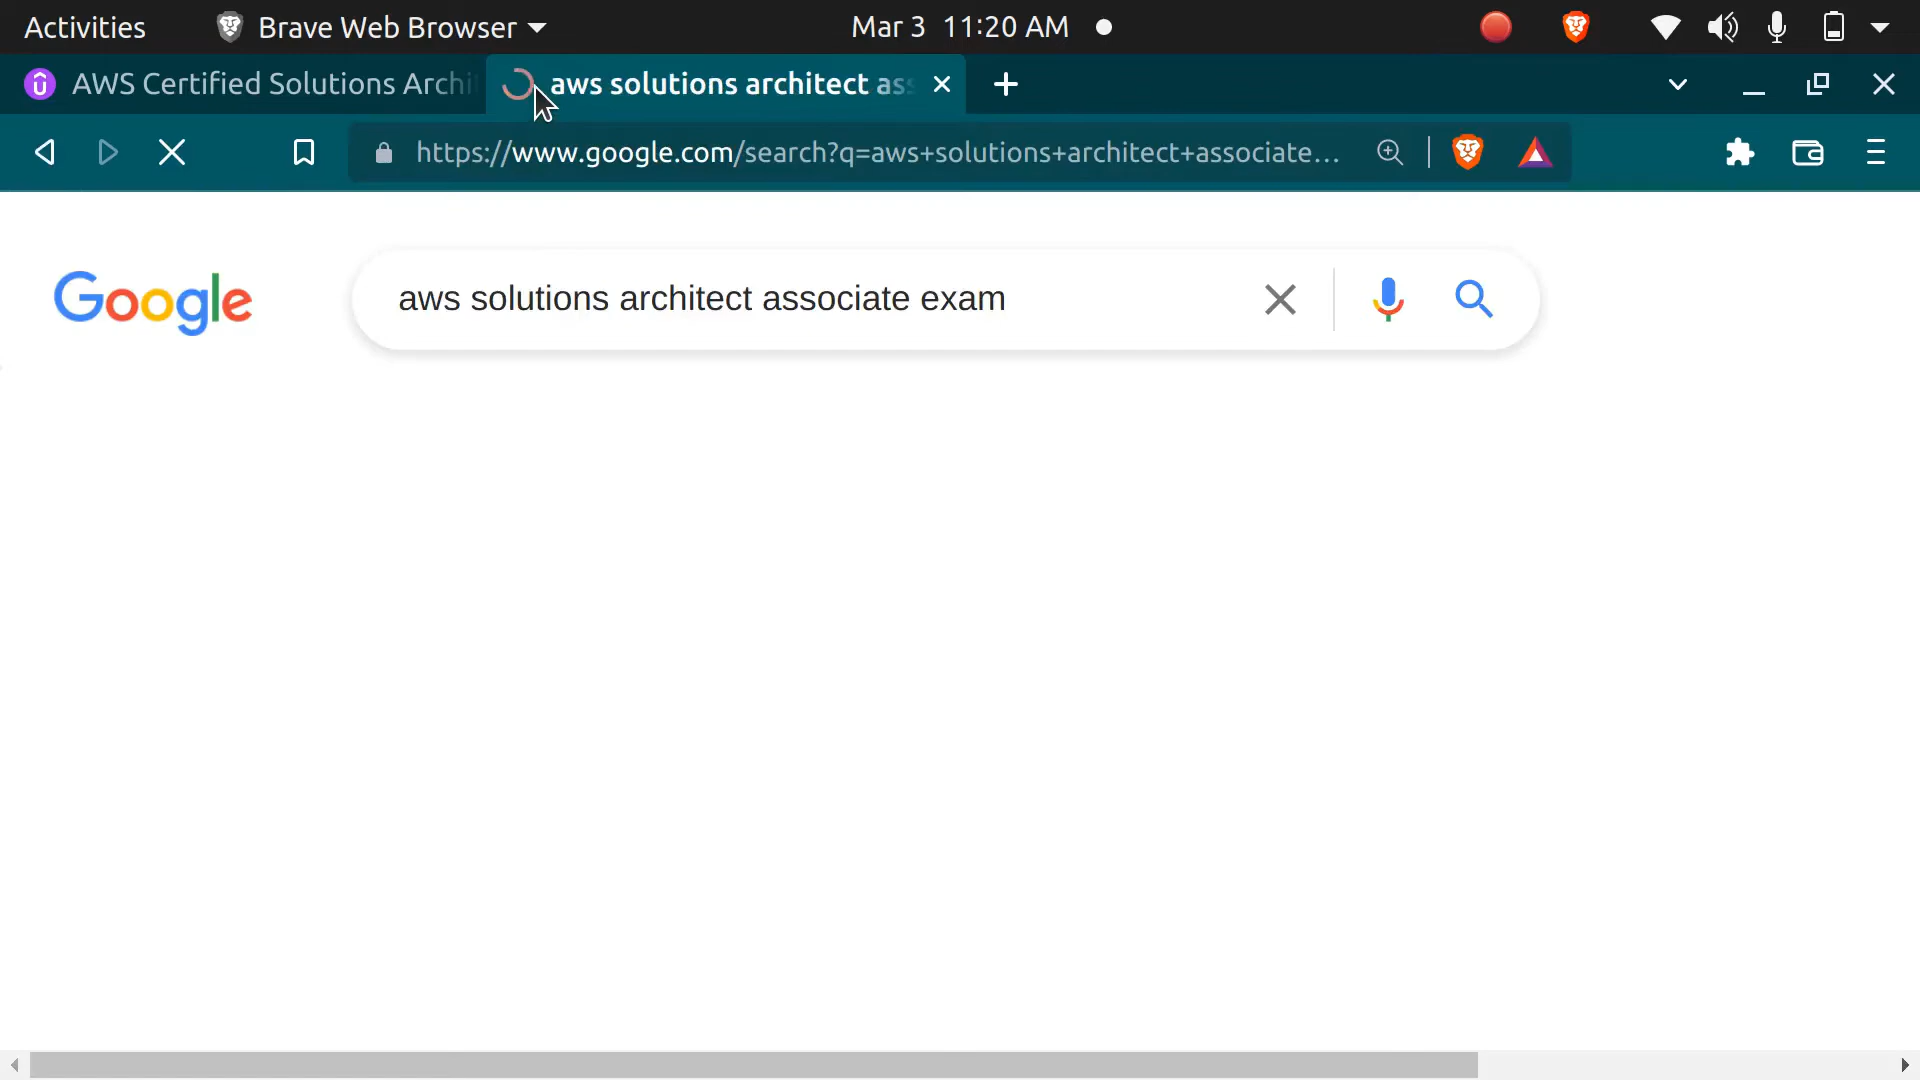 Activities
Brave Web Browser
Mar 3 11:20 AM
AWS Certified Solutions Archi
aws solutions architect ass
https://www.google.com/search?q=aws+solutions+architect+associate...
Google
aws solutions architect associate exam